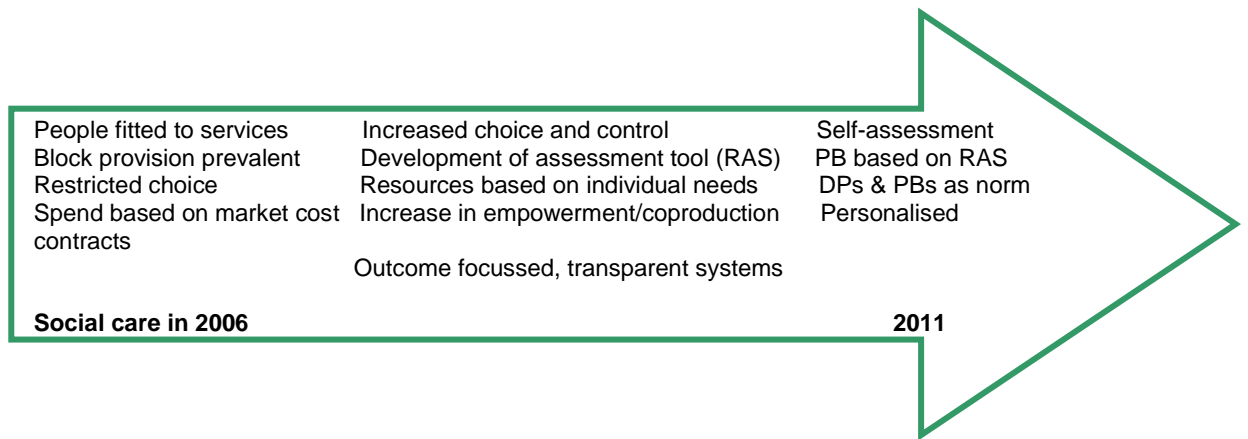 People fitted to services Increased choice and control Self-assessment
Block provision prevalent Development of assessment tool (RAS) PB based on RAS
Restricted choice Resources based on individual needs DPs & PBs as norm
Spend based on market cost Increase in empowerment/coproduction Personalised
contracts
Outcome focussed, transparent systems
Social care in 2006 2011